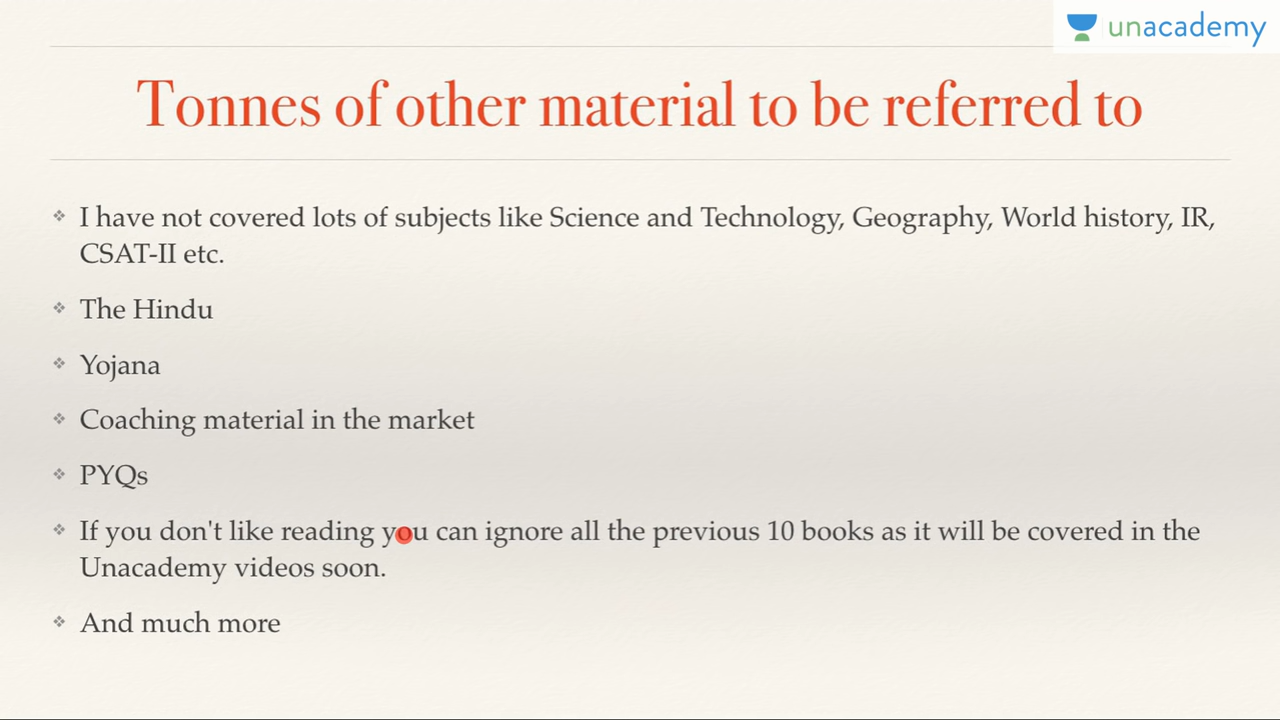 unacademy
Tonnes of other material to be referred to
I have not covered lots of subjects like Science and Technology, Geography, World history, IR,
CSAT-II etc.
The Hindu
Yojana
Coaching material in the market
PYQs
If you don't like reading you can ignore all the previous 10 books as it will be covered in the
Unacademy videos soon.
And much more